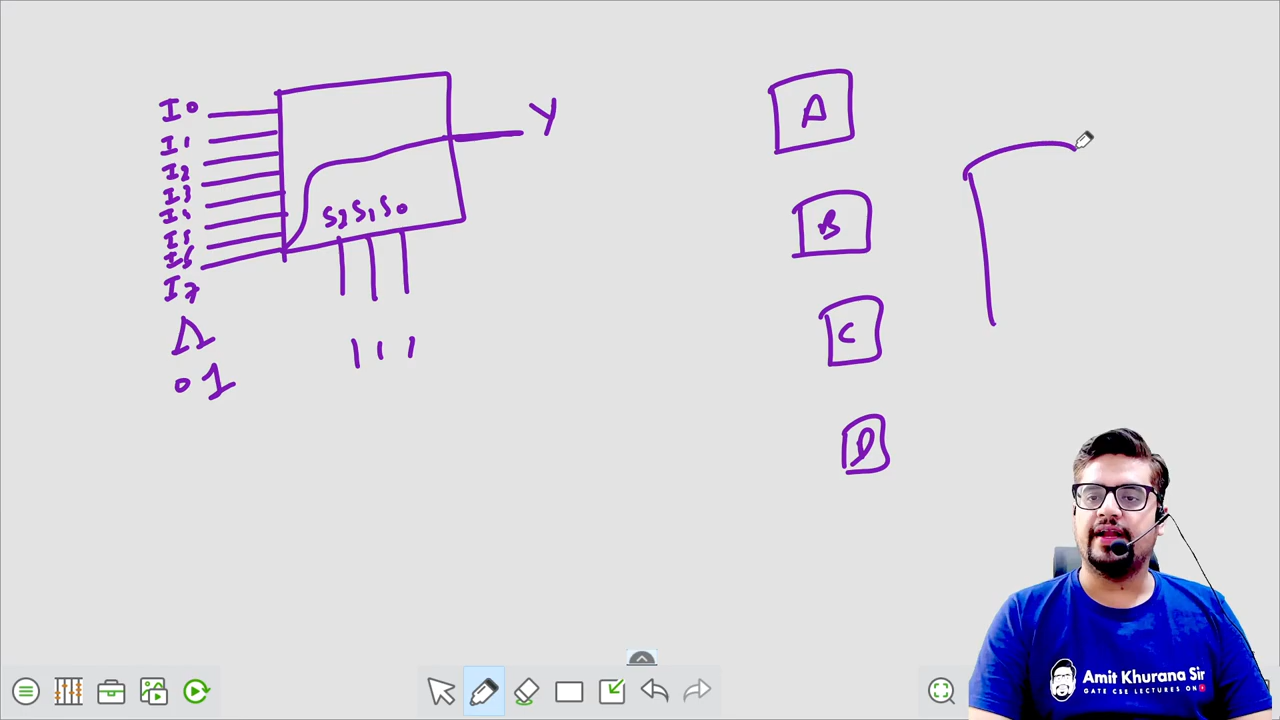 I0
I1
I2
I3
I4
I5
I6
I7
Y
S2 S1 S0
0 1
1 1 1
A
B
C
D
Amit Khurana Sir
GATE CSE LECTURES ON